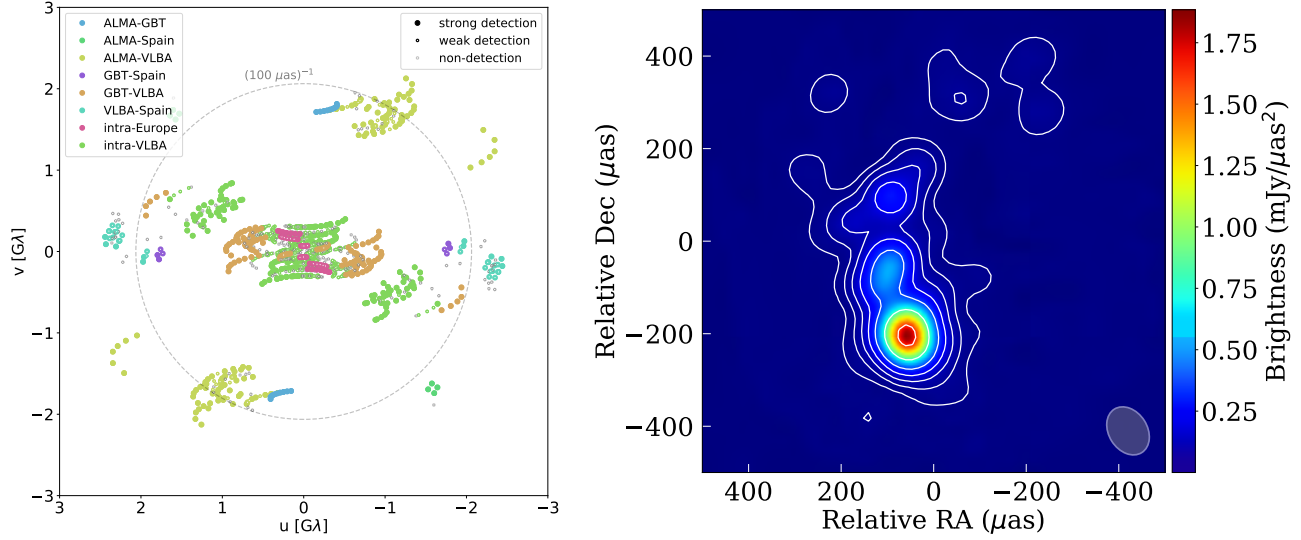 ALMA-GBT
ALMA-Spain
ALMA-VLBA
GBT-Spain
GBT-VLBA
VLBA-Spain
intra-Europe
intra-VLBA
strong detection
weak detection
non-detection
(100 μas)⁻¹
3
2
1
0
−1
−2
−3
v [Gλ]
3
2
1
0
−1
−2
−3
u [Gλ]
400
200
0
−200
−400
Relative Dec (μas)
400
200
0
−200
−400
Relative RA (μas)
1.75
1.50
1.25
1.00
0.75
0.50
0.25
Brightness (mJy/μas²)